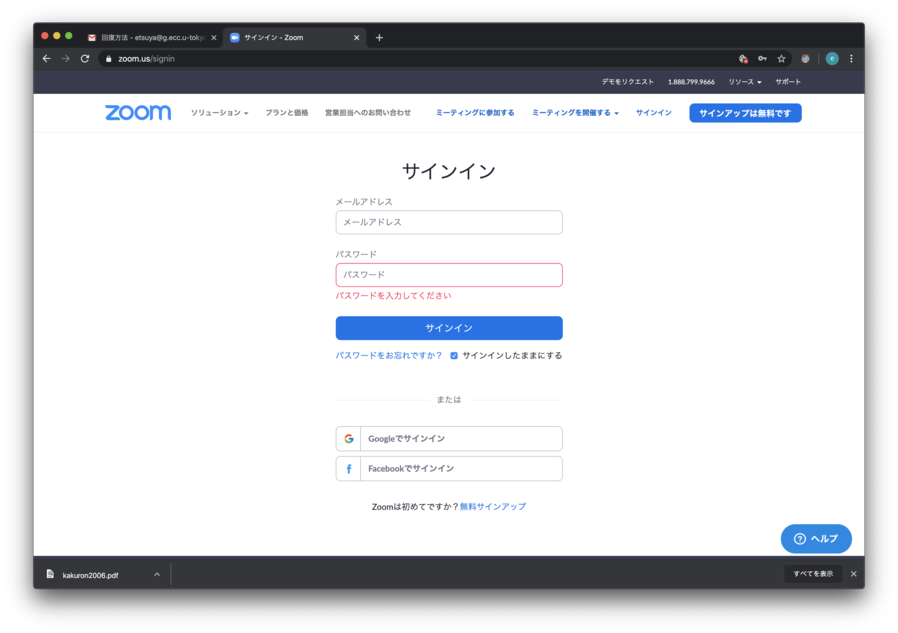 回復方法 - etsuya@g.ecc.u-toky
サインイン - Zoom
zoom.us/signin
e
デモをリクエスト 1.888.799.9666 リソース サポート
zoom ソリューション プランと価格 営業担当へのお問い合わせ ミーティングに参加する ミーティングを開催する サインイン サインアップは無料です
サインイン
メールアドレス
メールアドレス
パスワード
パスワード
パスワードを入力してください
サインイン
パスワードをお忘れですか？ サインインしたままにする
または
Googleでサインイン
Facebookでサインイン
Zoomは初めてですか？無料サインアップ
ヘルプ
kakuron2006.pdf すべてを表示